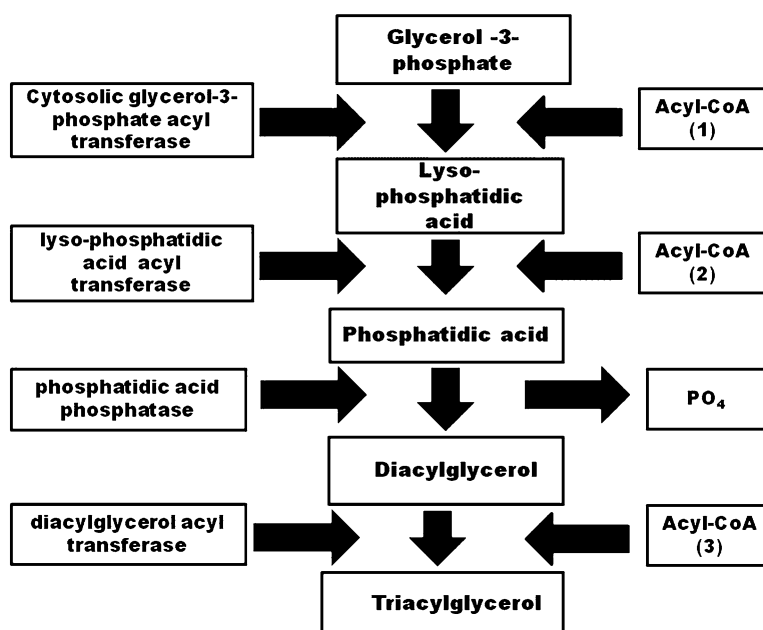 Glycerol -3-
phosphate
Cytosolic glycerol-3-
phosphate acyl
transferase
Acyl-CoA
(1)
Lyso-
phosphatidic
acid
lyso-phosphatidic
acid acyl
transferase
Acyl-CoA
(2)
Phosphatidic acid
phosphatidic acid
phosphatase
PO₄
Diacylglycerol
diacylglycerol acyl
transferase
Acyl-CoA
(3)
Triacylglycerol